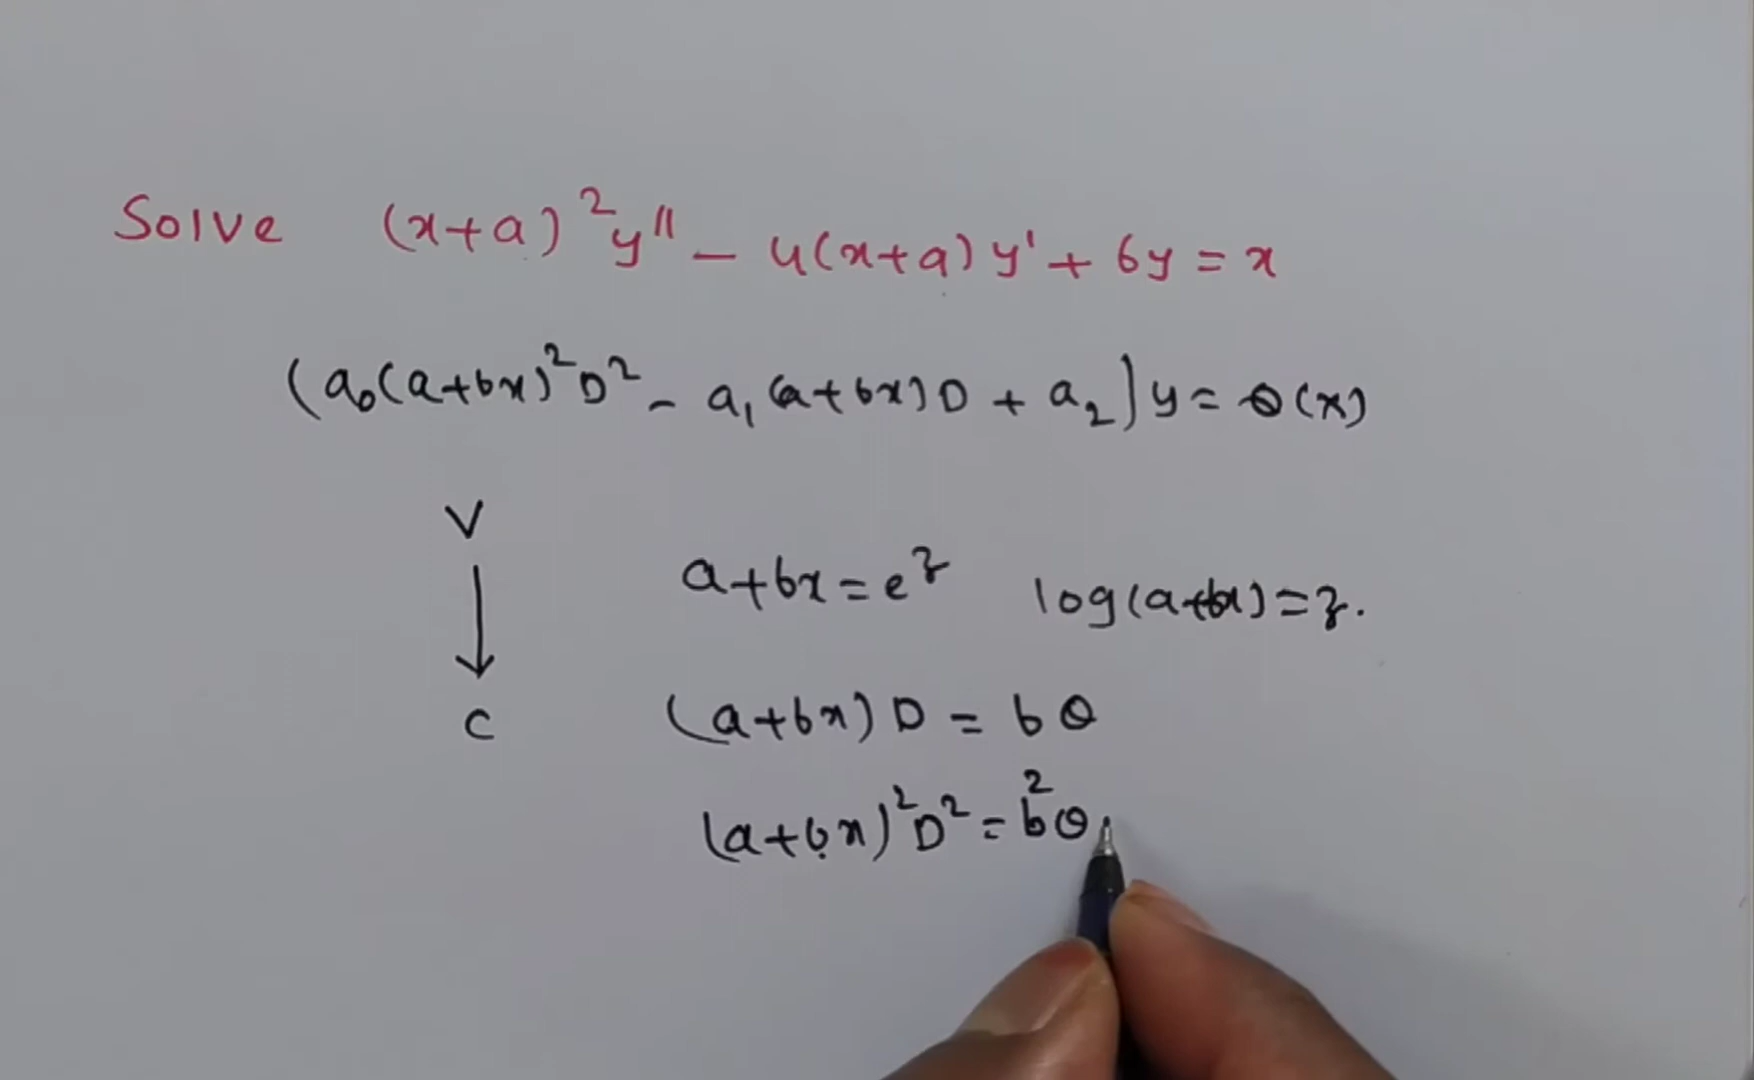 Solve (x+a)²y" - 4(x+a)y' + 6y = x
(a₀(a+bx)²D² - a₁(a+bx)D + a₂)y = Q(x)
V
a+bx = e^z log(a+bx) = z.
(a+bx)D = bθ
C
(a+bx)²D² = b²θ